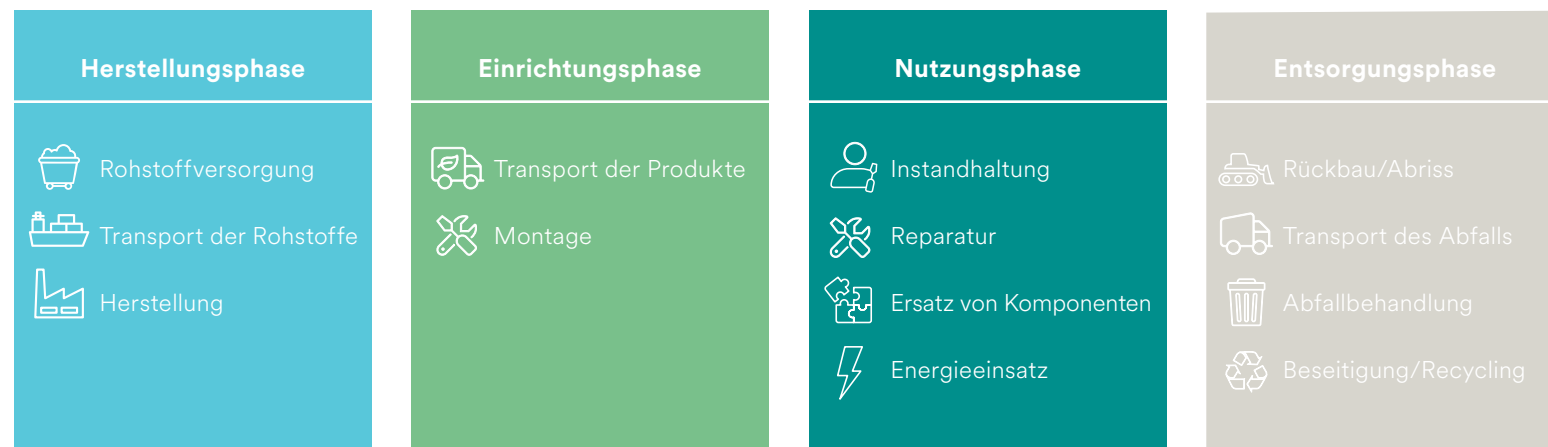 Herstellungsphase
Rohstoffversorgung
Transport der Rohstoffe
Herstellung
Einrichtungsphase
Transport der Produkte
Montage
Nutzungsphase
Instandhaltung
Reparatur
Ersatz von Komponenten
Energieeinsatz
Entsorgungsphase
Rückbau/Abriss
Transport des Abfalls
Abfallbehandlung
Beseitigung/Recycling